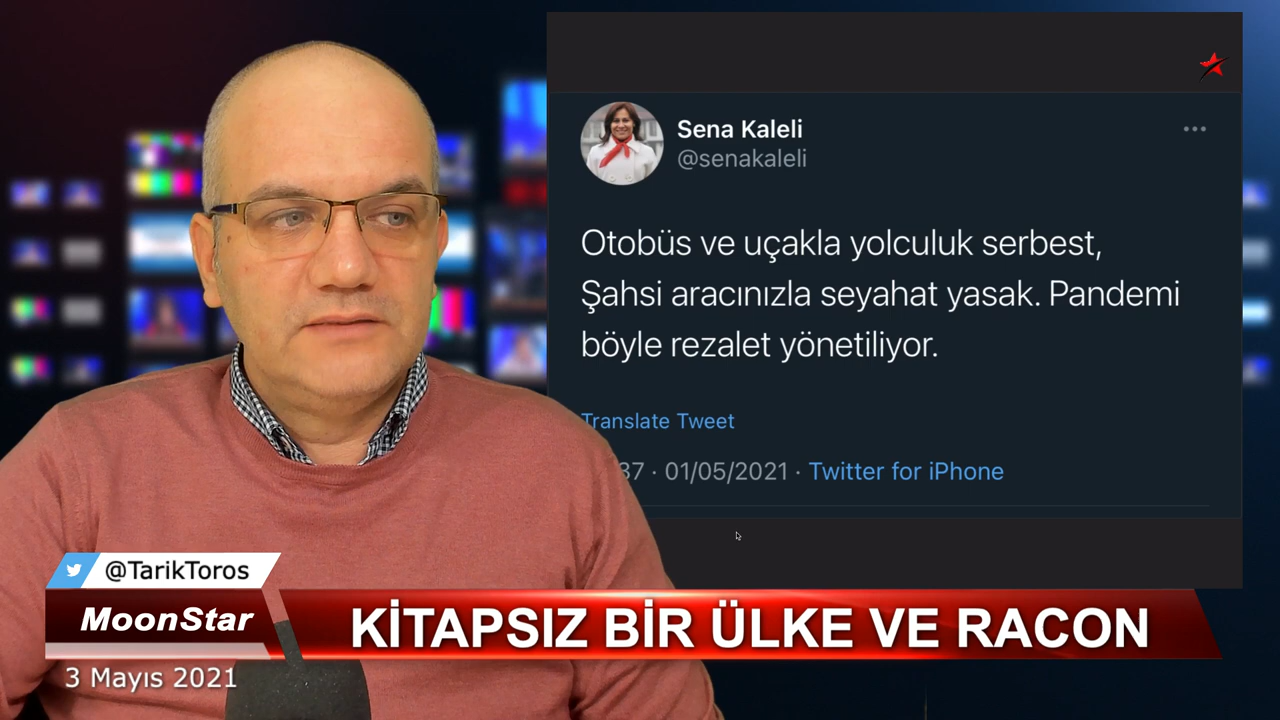 Sena Kaleli
@senakaleli
Otobüs ve uçakla yolculuk serbest,
Şahsi aracınızla seyahat yasak. Pandemi
böyle rezalet yönetiliyor.
Translate Tweet
37 · 01/05/2021 · Twitter for iPhone
@TarikToros
MoonStar
KİTAPSIZ BİR ÜLKE VE RACON
3 Mayıs 2021